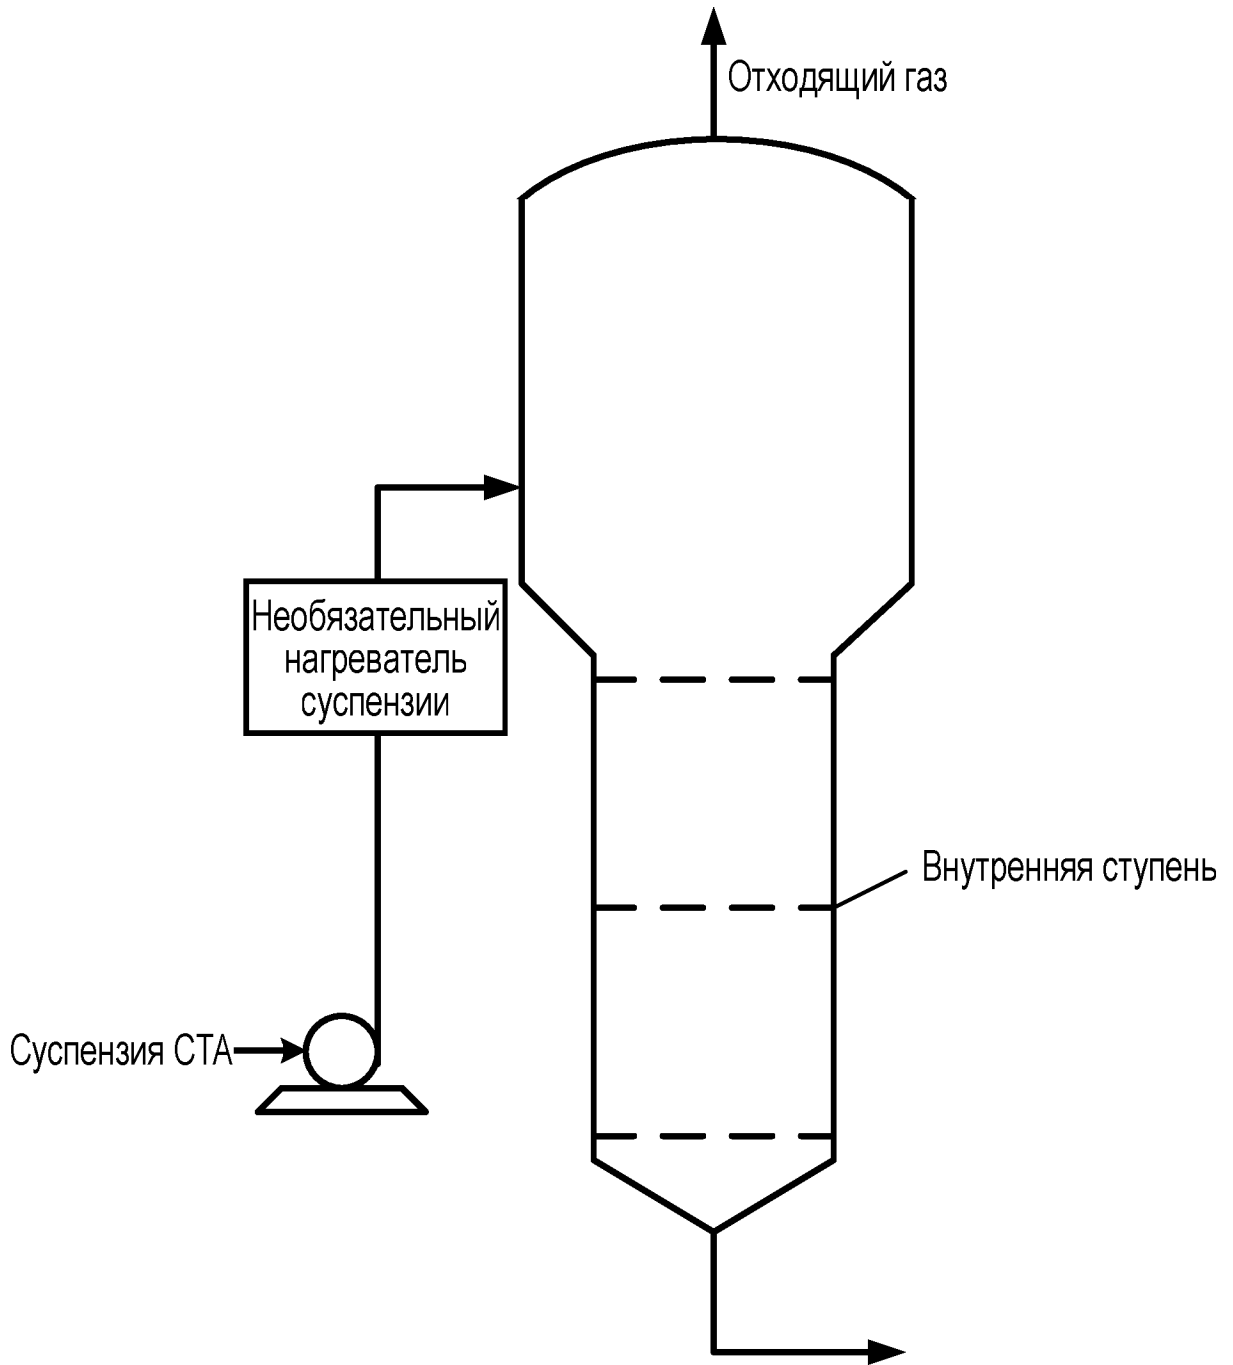 Отходящий газ
Необязательный
нагреватель
суспензии
Внутренняя ступень
Суспензия СТА